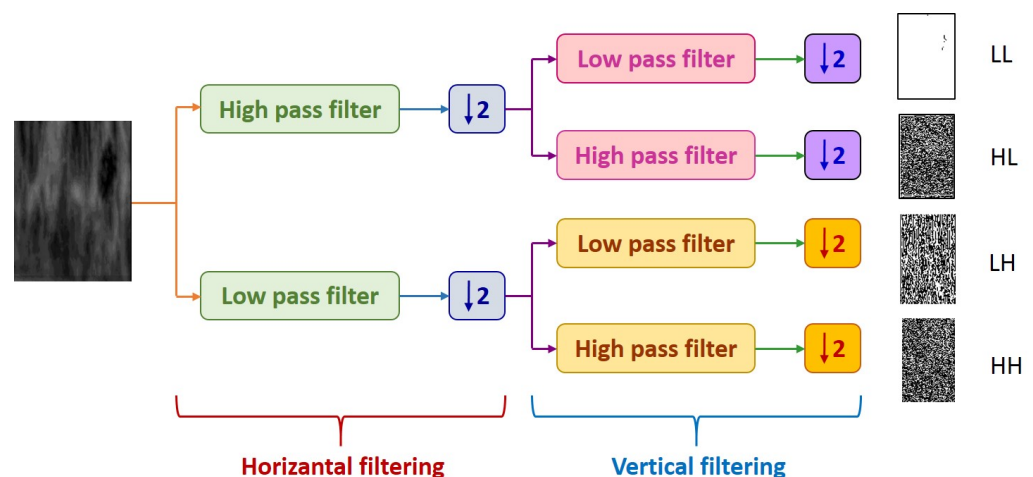 Low pass filter
↓2
LL
High pass filter
↓2
High pass filter
↓2
HL
Low pass filter
↓2
LH
Low pass filter
↓2
High pass filter
↓2
HH
Horizantal filtering
Vertical filtering